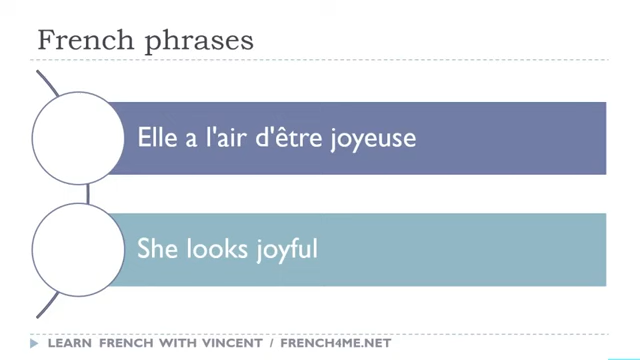 French phrases
Elle a l'air d'être joyeuse
She looks joyful
LEARN FRENCH WITH VINCENT / FRENCH4ME.NET